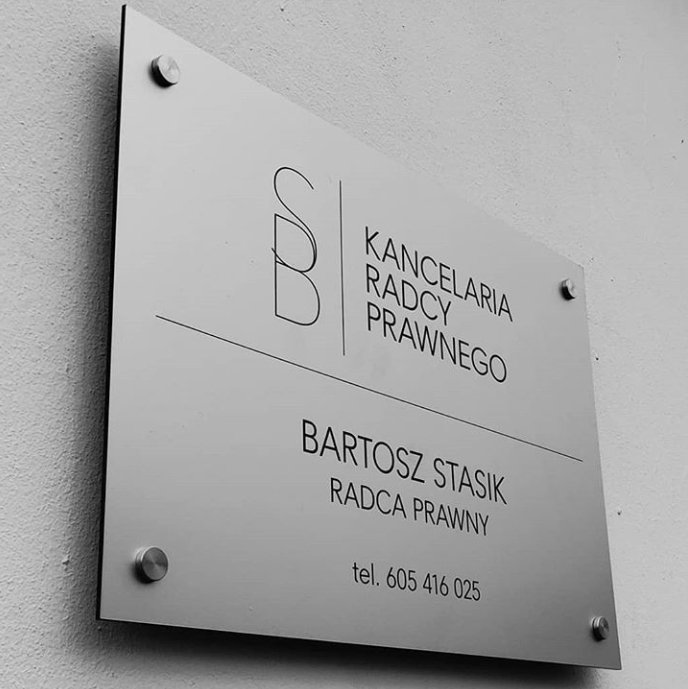 SB
KANCELARIA
RADCY
PRAWNEGO
BARTOSZ STASIK
RADCA PRAWNY
tel. 605 416 025